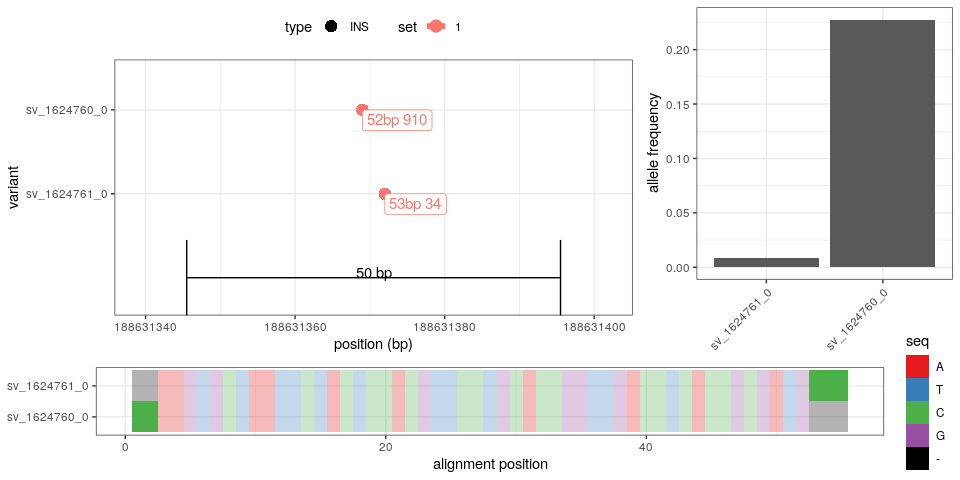 type INS set 1
variant
sv_1624760_0
sv_1624761_0
52bp 910
53bp 34
50 bp
188631340 188631360 188631380 188631400
position (bp)
allele frequency
0.20
0.15
0.10
0.05
0.00
sv_1624761_0 sv_1624760_0
sv_1624761_0
sv_1624760_0
0 20 40
alignment position
seq
A
T
C
G
-